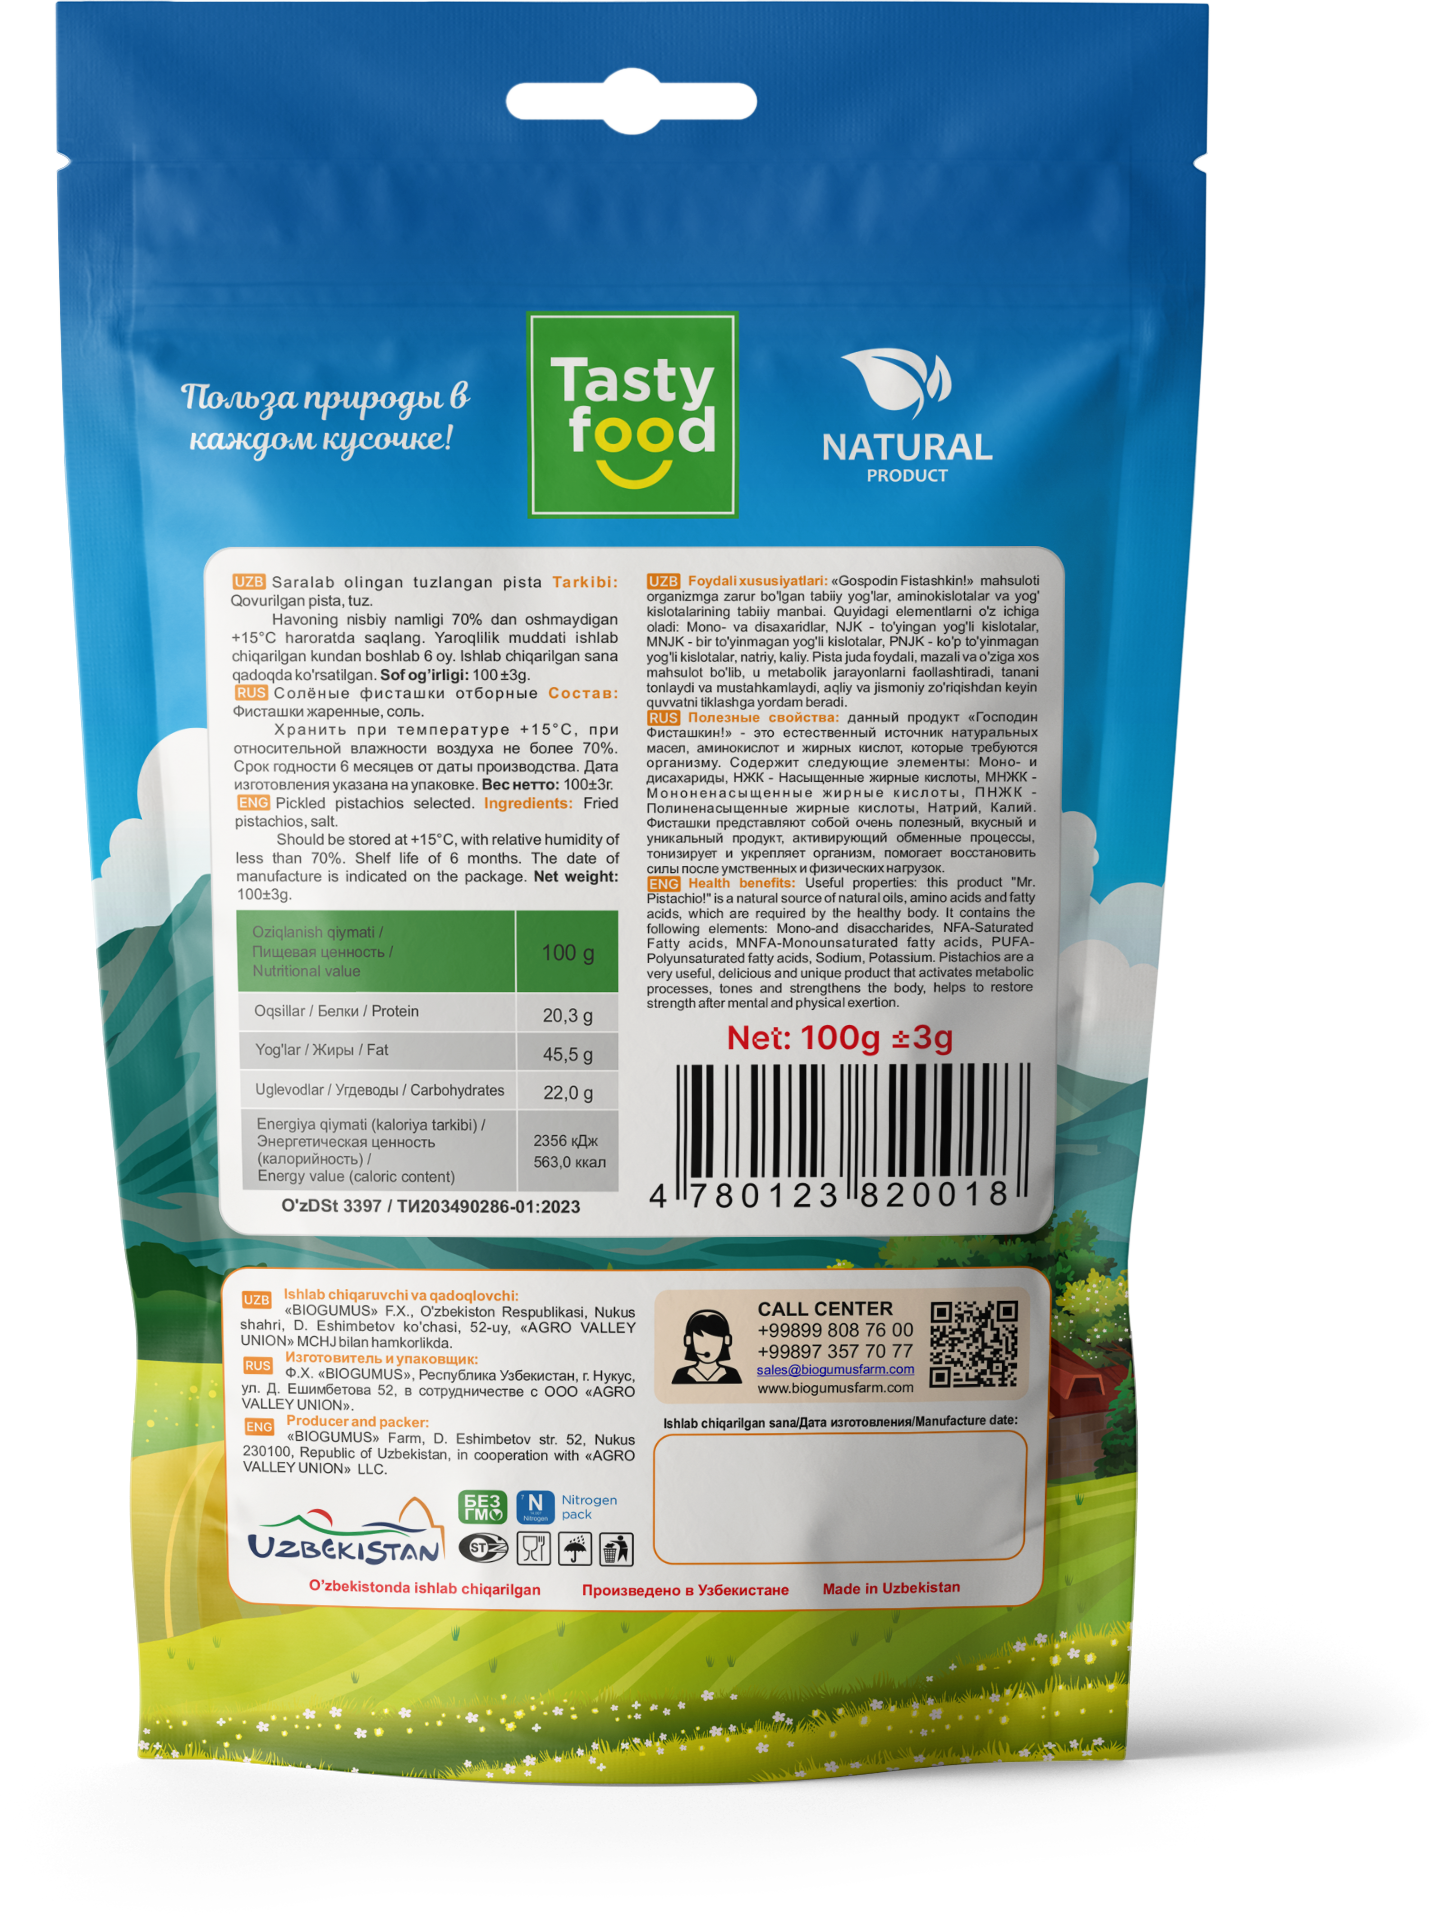 Польза природы в
каждом кусочке!
Tasty
food
NATURAL
PRODUCT
UZB Saralab olingan tuzlangan pista Tarkibi:
Qovurilgan pista, tuz.
Havoning nisbiy namligi 70% dan oshmaydigan
+15°C haroratda saqlang. Yaroqlilik muddati ishlab
chiqarilgan kundan boshlab 6 oy. Ishlab chiqarilgan sana
qadoqda ko'rsatilgan. Sof og'irligi: 100 ±3g.
RUS Солёные фисташки отборные Состав:
Фисташки жаренные, соль.
Хранить при температуре +15°C, при
относительной влажности воздуха не более 70%.
Срок годности 6 месяцев от даты производства. Дата
изготовления указана на упаковке. Вес нетто: 100±3г.
ENG Pickled pistachios selected. Ingredients: Fried
pistachios, salt.
Should be stored at +15°C, with relative humidity of
less than 70%. Shelf life of 6 months. The date of
manufacture is indicated on the package. Net weight:
100±3g.
Oziqlanish qiymati /
Пищевая ценность /
Nutritional value
100 g
Oqsillar / Белки / Protein 20,3 g
Yog'lar / Жиры / Fat 45,5 g
Uglevodlar / Угдеводы / Carbohydrates 22,0 g
Energiya qiymati (kaloriya tarkibi) /
Энергетическая ценность
(калорийность) /
Energy value (caloric content)
2356 кДж
563,0 ккал
O'zDSt 3397 / ТИ203490286-01:2023
UZB Foydali xususiyatlari: «Gospodin Fistashkin!» mahsuloti
organizmga zarur bo'lgan tabiiy yog'lar, aminokislotalar va yog'
kislotalarining tabiiy manbai. Quyidagi elementlarni o'z ichiga
oladi: Mono- va disaxaridlar, NJK - to'yingan yog'li kislotalar,
MNJK - bir to'yinmagan yog'li kislotalar, PNJK - ko'p to'yinmagan
yog'li kislotalar, natriy, kaliy. Pista juda foydali, mazali va o'ziga xos
mahsulot bo'lib, u metabolik jarayonlarni faollashtiradi, tanani
tonlaydi va mustahkamlaydi, aqliy va jismoniy zo'riqishdan keyin
quvvatni tiklashga yordam beradi.
RUS Полезные свойства: данный продукт «Господин
Фисташкин!» - это естественный источник натуральных
масел, аминокислот и жирных кислот, которые требуются
организму. Содержит следующие элементы: Моно- и
дисахариды, НЖК - Насыщенные жирные кислоты, МНЖК -
Мононенасыщенные жирные кислоты, ПНЖК -
Полиненасыщенные жирные кислоты, Натрий, Калий.
Фисташки представляют собой очень полезный, вкусный и
уникальный продукт, активирующий обменные процессы,
тонизирует и укрепляет организм, помогает восстановить
силы после умственных и физических нагрузок.
ENG Health benefits: Useful properties: this product "Mr.
Pistachio!" is a natural source of natural oils, amino acids and fatty
acids, which are required by the healthy body. It contains the
following elements: Mono-and disaccharides, NFA-Saturated
Fatty acids, MNFA-Monounsaturated fatty acids, PUFA-
Polyunsaturated fatty acids, Sodium, Potassium. Pistachios are a
very useful, delicious and unique product that activates metabolic
processes, tones and strengthens the body, helps to restore
strength after mental and physical exertion.
Net: 100g ±3g
4 780123 820018
UZB Ishlab chiqaruvchi va qadoqlovchi:
«BIOGUMUS» F.X., O'zbekiston Respublikasi, Nukus
shahri, D. Eshimbetov ko'chasi, 52-uy, «AGRO VALLEY
UNION» MCHJ bilan hamkorlikda.
RUS Изготовитель и упаковщик:
Ф.Х. «BIOGUMUS», Республика Узбекистан, г. Нукус,
ул. Д. Ешимбетова 52, в сотрудничестве с ООО «AGRO
VALLEY UNION».
ENG Producer and packer:
«BIOGUMUS» Farm, D. Eshimbetov str. 52, Nukus
230100, Republic of Uzbekistan, in cooperation with «AGRO
VALLEY UNION» LLC.
UZBEKISTAN
БЕЗ
ГМО
7
N
Nitrogen
Nitrogen
pack
ST
CALL CENTER
+99899 808 76 00
+99897 357 70 77
sales@biogumusfarm.com
www.biogumusfarm.com
Ishlab chiqarilgan sana/Дата изготовления/Manufacture date:
O'zbekistonda ishlab chiqarilgan Произведено в Узбекистане Made in Uzbekistan